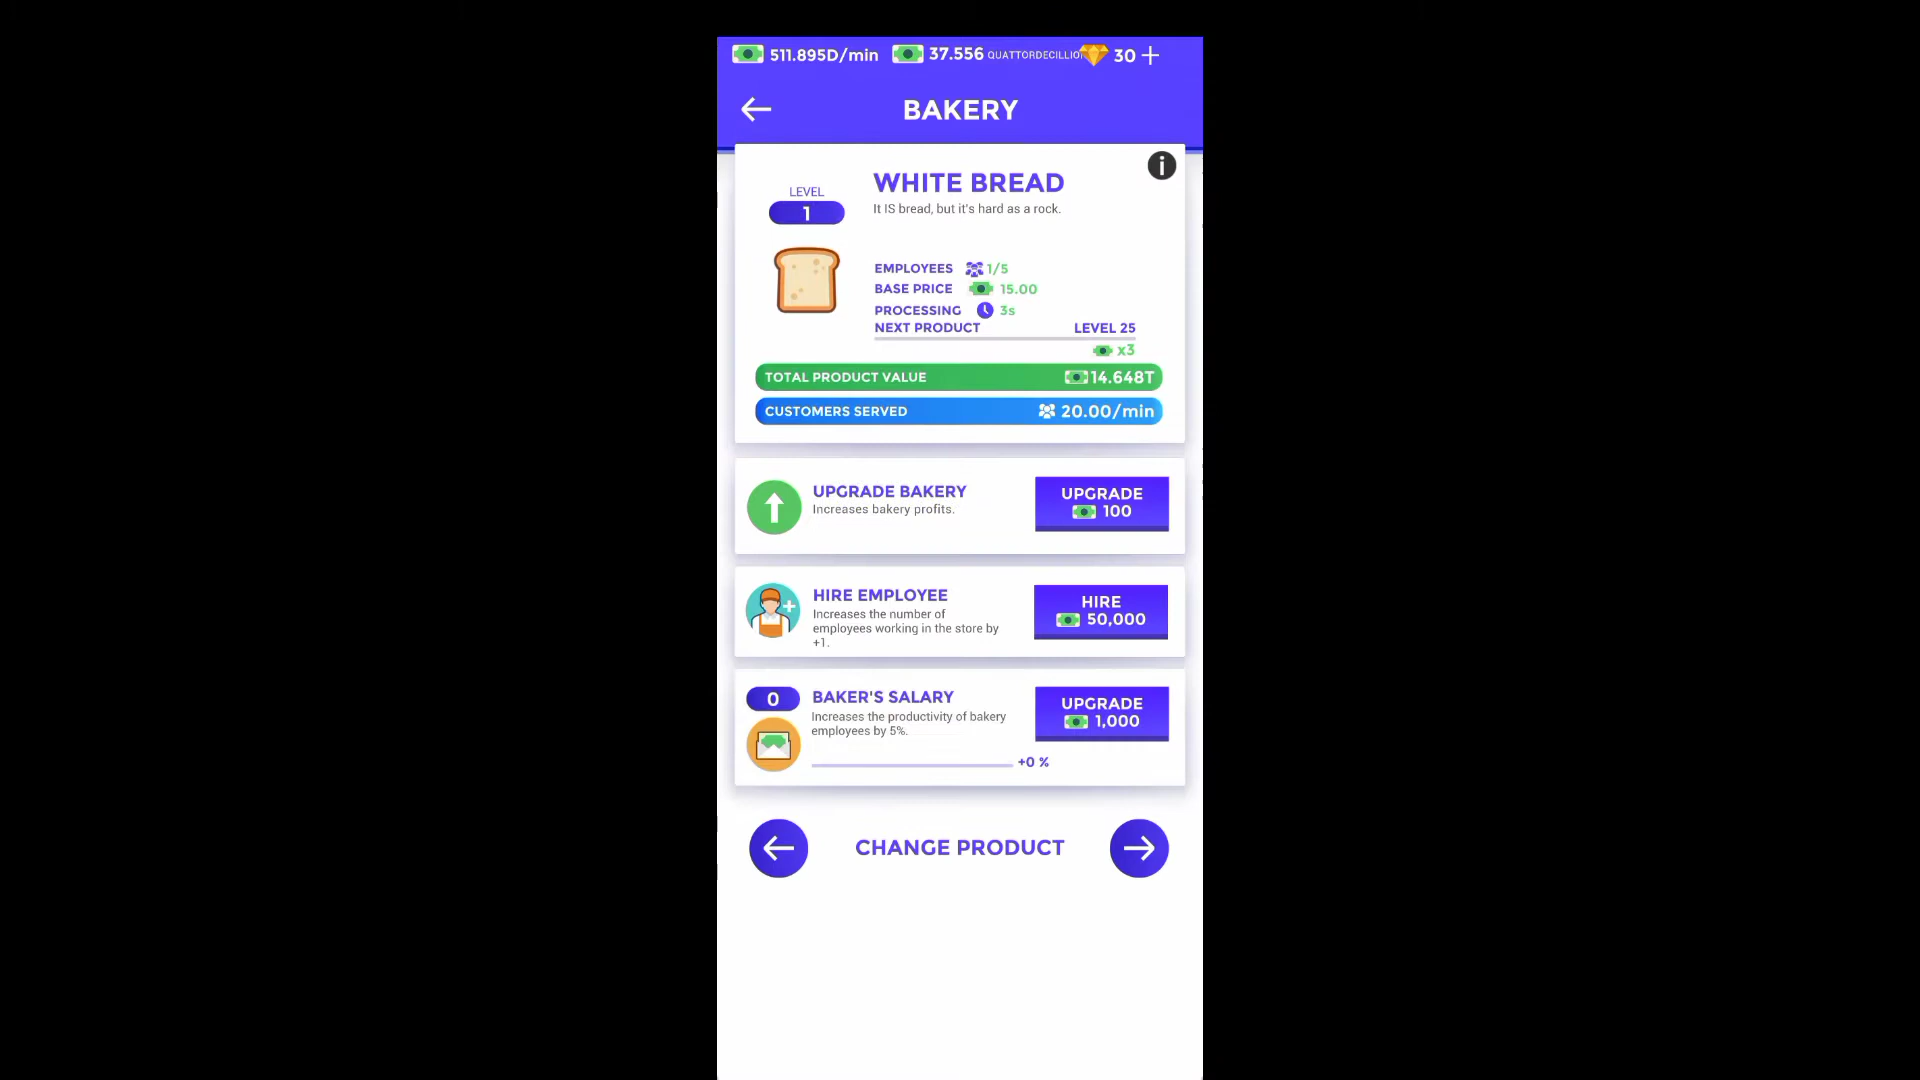 511.895D/min 37.556 QUATTORDECILLIO 30 +
BAKERY
i
WHITE BREAD
LEVEL
1
It IS bread, but it's hard as a rock.
EMPLOYEES 1/5
BASE PRICE 15.00
PROCESSING 3s
NEXT PRODUCT LEVEL 25
x3
TOTAL PRODUCT VALUE 14.648T
CUSTOMERS SERVED 20.00/min
UPGRADE BAKERY
Increases bakery profits.
UPGRADE
100
HIRE EMPLOYEE
Increases the number of
employees working in the store by
+1.
HIRE
50,000
0
BAKER'S SALARY
Increases the productivity of bakery
employees by 5%.
+0 %
UPGRADE
1,000
CHANGE PRODUCT